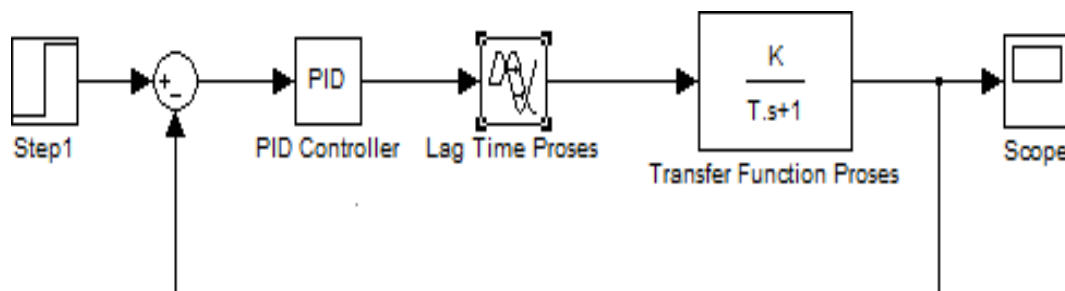 Step1
+
−
PID
PID Controller
Lag Time Proses
K
T.s+1
Transfer Function Proses
Scope